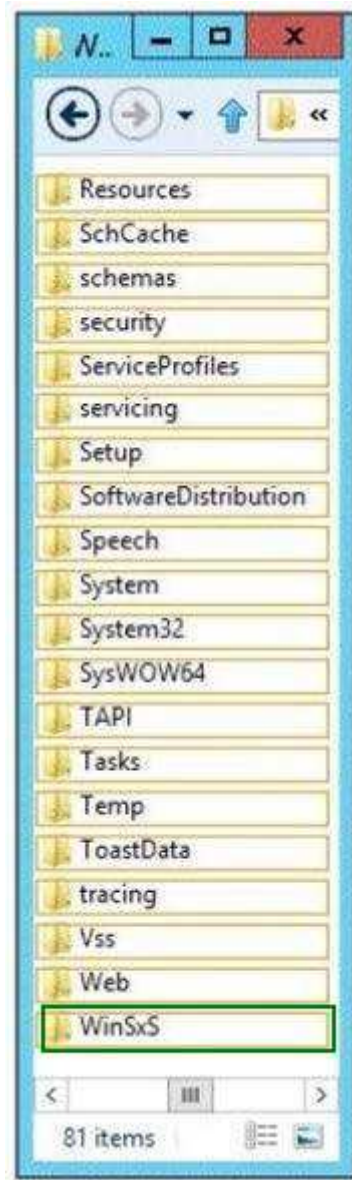 N..
«
Resources
SchCache
schemas
security
ServiceProfiles
servicing
Setup
SoftwareDistribution
Speech
System
System32
SysWOW64
TAPI
Tasks
Temp
ToastData
tracing
Vss
Web
WinSxS
81 items